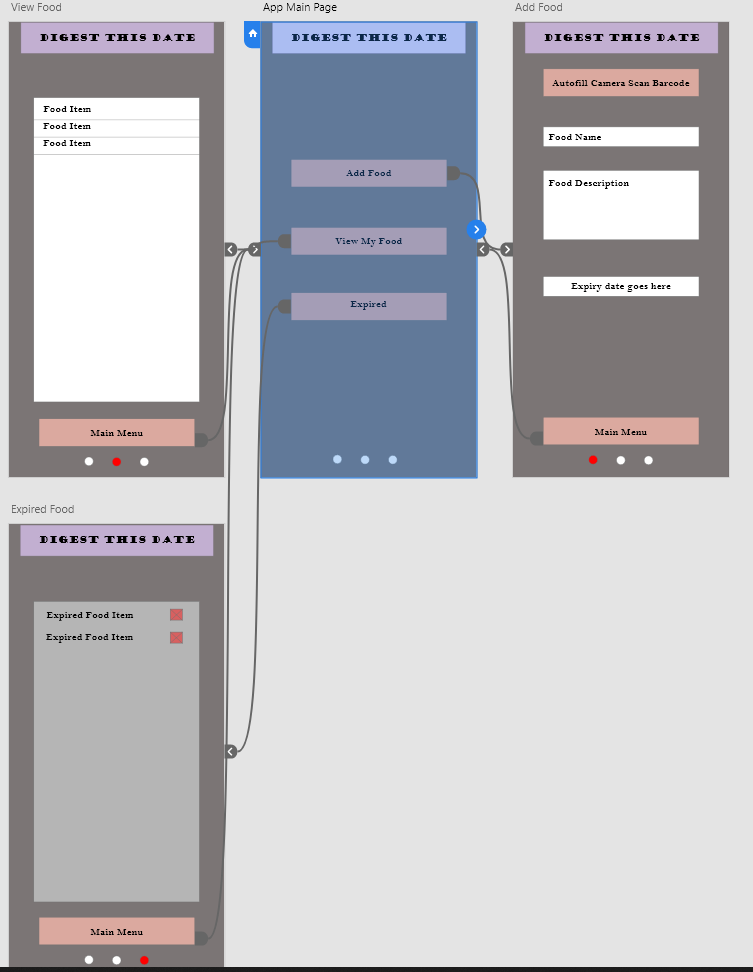 View Food
DIGEST THIS DATE
Food Item
Food Item
Food Item
Main Menu
App Main Page
DIGEST THIS DATE
Add Food
View My Food
Expired
Add Food
DIGEST THIS DATE
Autofill Camera Scan Barcode
Food Name
Food Description
Expiry date goes here
Main Menu
Expired Food
DIGEST THIS DATE
Expired Food Item
Expired Food Item
Main Menu